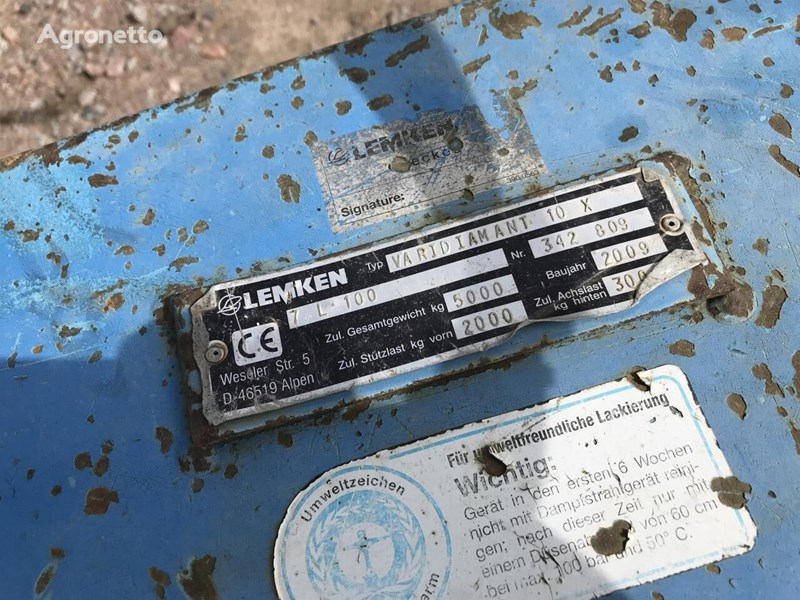 Agronetto
LEMKEN
Signature:
LEMKEN
Typ VARIDIAMANT 10 X
7 L-100 Nr. 342 809
Zul. Gesamtgewicht kg 5000 Baujahr 2009
Zul. Stützlast kg vorn 2000 Zul. Achslast kg hinten 300
CE
Weseler Str. 5
D-46519 Alpen
Für umweltfreundliche Lackierung
Wichtig:
Gerät in den ersten 6 Wochen
nicht mit Dampfstrahlgerät reini-
gen; nach dieser Zeit nur mit
einem von 60 cm
bei max. 100 bar und 50° C.
Umweltzeichen